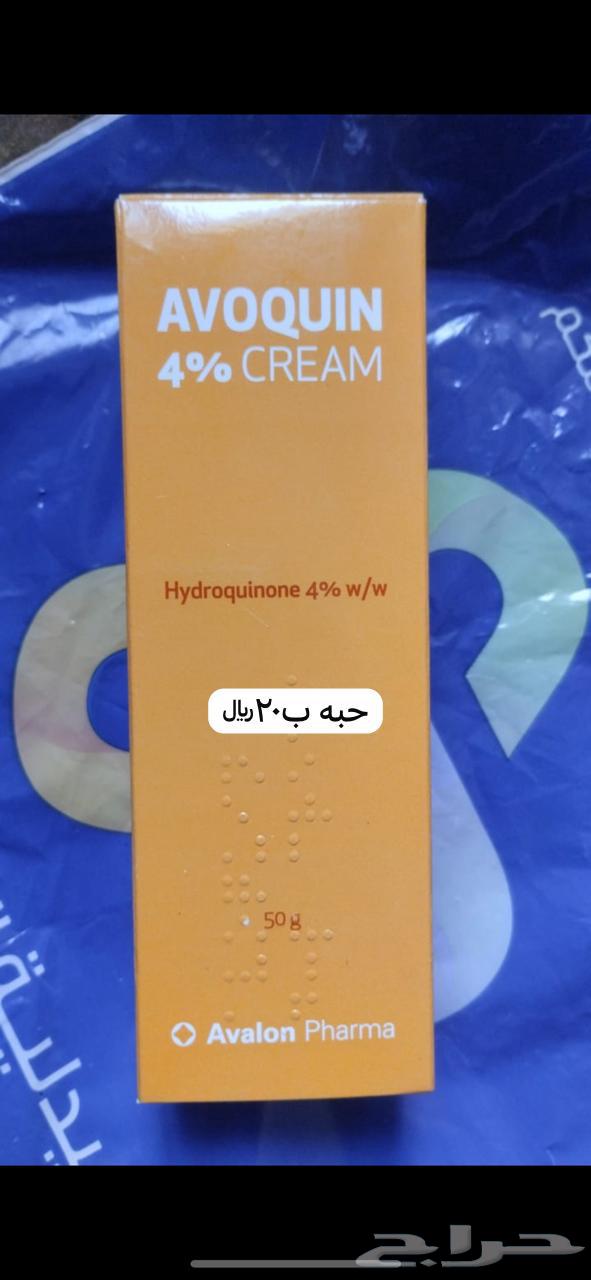 AVOQUIN
4% CREAM
Hydroquinone 4% w/w
حبه ب٢٠ريال
50 g
Avalon Pharma
حراج